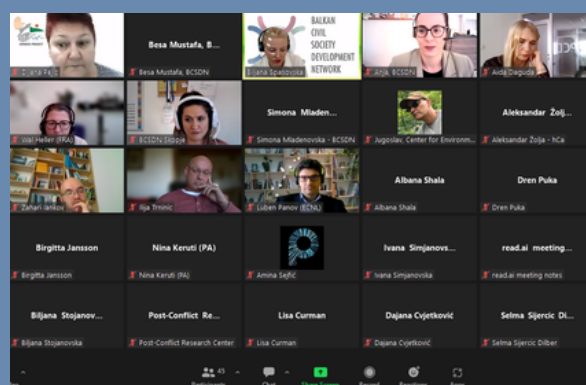 Besa Mustafa, B...
BALKAN
CIVIL
SOCIETY
DEVELOPMENT
NETWORK
Besa Mustafa, BCSDN
Biljana Spasovska
Anja, BCSDN
Aida Daguda
Simona Mladen...
Aleksandar Žolj...
Val Heller (FRA)
BCSDN Skopje
Simona Mladenovska - BCSDN
Jugoslav, Center for Environm...
Aleksandar Žolja - hCa
Albana Shala
Dren Puka
Zahari Iankov
Ilija Trninic
Luben Panov (ECNL)
Albana Shala
Dren Puka
Birgitta Jansson
Nina Keruti (PA)
Ivana Simjanovs...
read.ai meeting...
Birgitta Jansson
Nina Keruti (PA)
Amina Sejfić
Ivana Simjanovska
read.ai meeting notes
Biljana Stojanov...
Post-Conflict Re...
Lisa Curman
Dajana Cvjetković
Selma Sijercic D...
Biljana Stojanovska
Post-Conflict Research Center
Lisa Curman
Dajana Cvjetković
Selma Sijercic Dilber
45